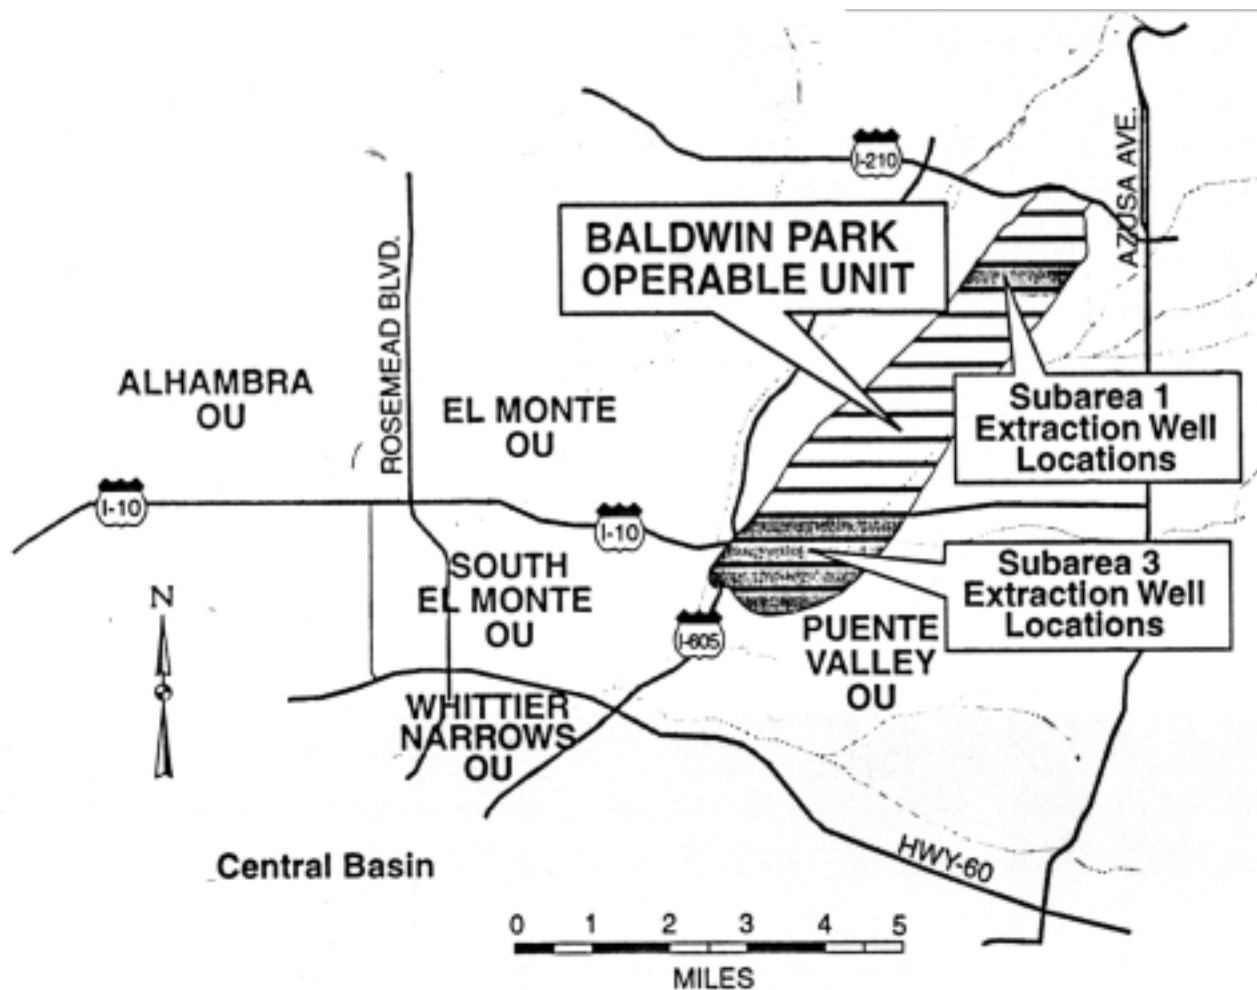 I-210
AZUSA AVE.
BALDWIN PARK
OPERABLE UNIT
ROSEMEAD BLVD.
ALHAMBRA
OU
EL MONTE
OU
Subarea 1
Extraction Well
Locations
I-10
I-10
SOUTH
EL MONTE
OU
Subarea 3
Extraction Well
Locations
N
I-605
PUENTE
VALLEY
OU
WHITTIER
NARROWS
OU
HWY-60
Central Basin
0 1 2 3 4 5
MILES